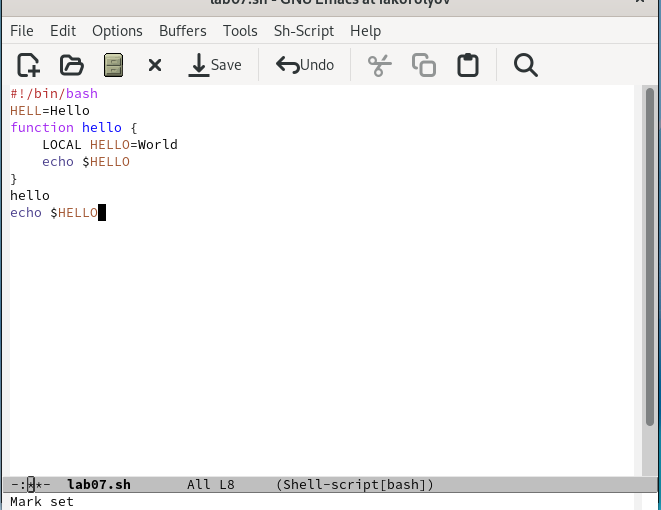 lab07.sh - GNU Emacs at
File Edit Options Buffers Tools Sh-Script Help
Save Undo
#!/bin/bash
HELL=Hello
function hello {
    LOCAL HELLO=World
    echo $HELLO
}
hello
echo $HELLO
-:**- lab07.sh All L8 (Shell-script[bash])
Mark set